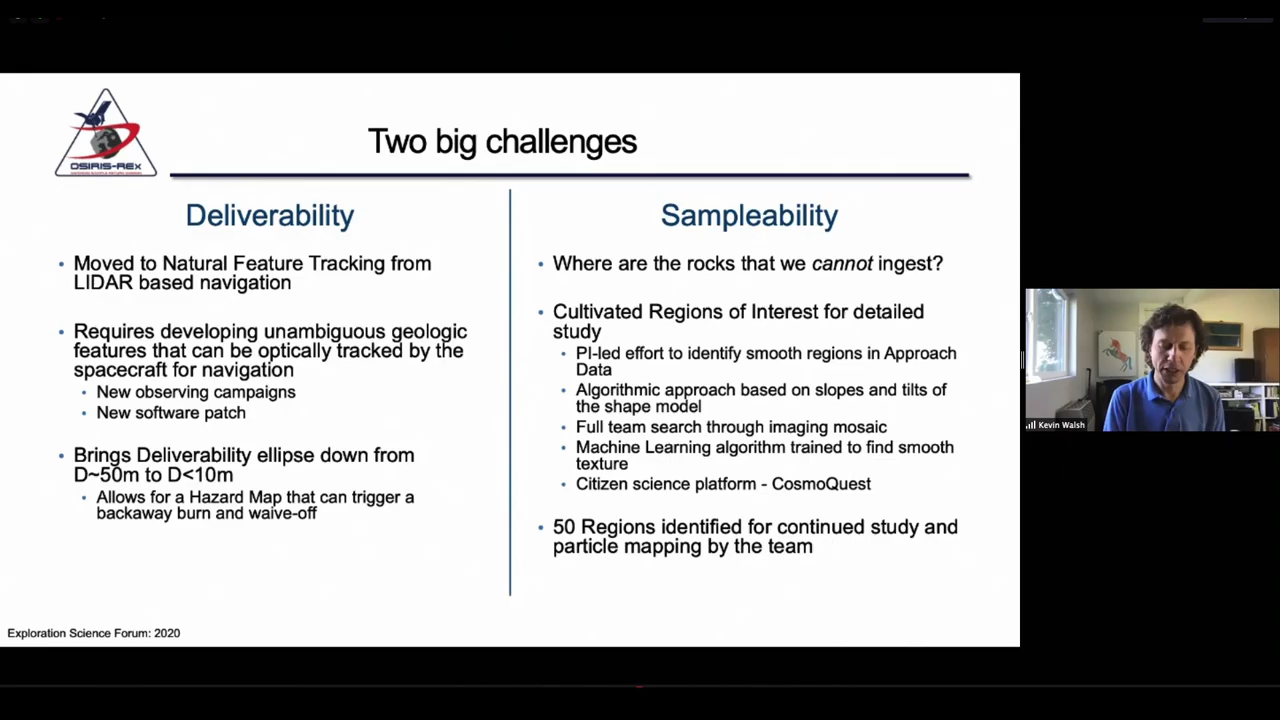 OSIRIS-REx
Two big challenges
Deliverability
• Moved to Natural Feature Tracking from
LIDAR based navigation
• Requires developing unambiguous geologic
features that can be optically tracked by the
spacecraft for navigation
• New observing campaigns
• New software patch
• Brings Deliverability ellipse down from
D~50m to D<10m
• Allows for a Hazard Map that can trigger a
backaway burn and waive-off
Sampleability
• Where are the rocks that we cannot ingest?
• Cultivated Regions of Interest for detailed
study
• PI-led effort to identify smooth regions in Approach
Data
• Algorithmic approach based on slopes and tilts of
the shape model
• Full team search through imaging mosaic
• Machine Learning algorithm trained to find smooth
texture
• Citizen science platform - CosmoQuest
• 50 Regions identified for continued study and
particle mapping by the team
Exploration Science Forum: 2020
Kevin Walsh